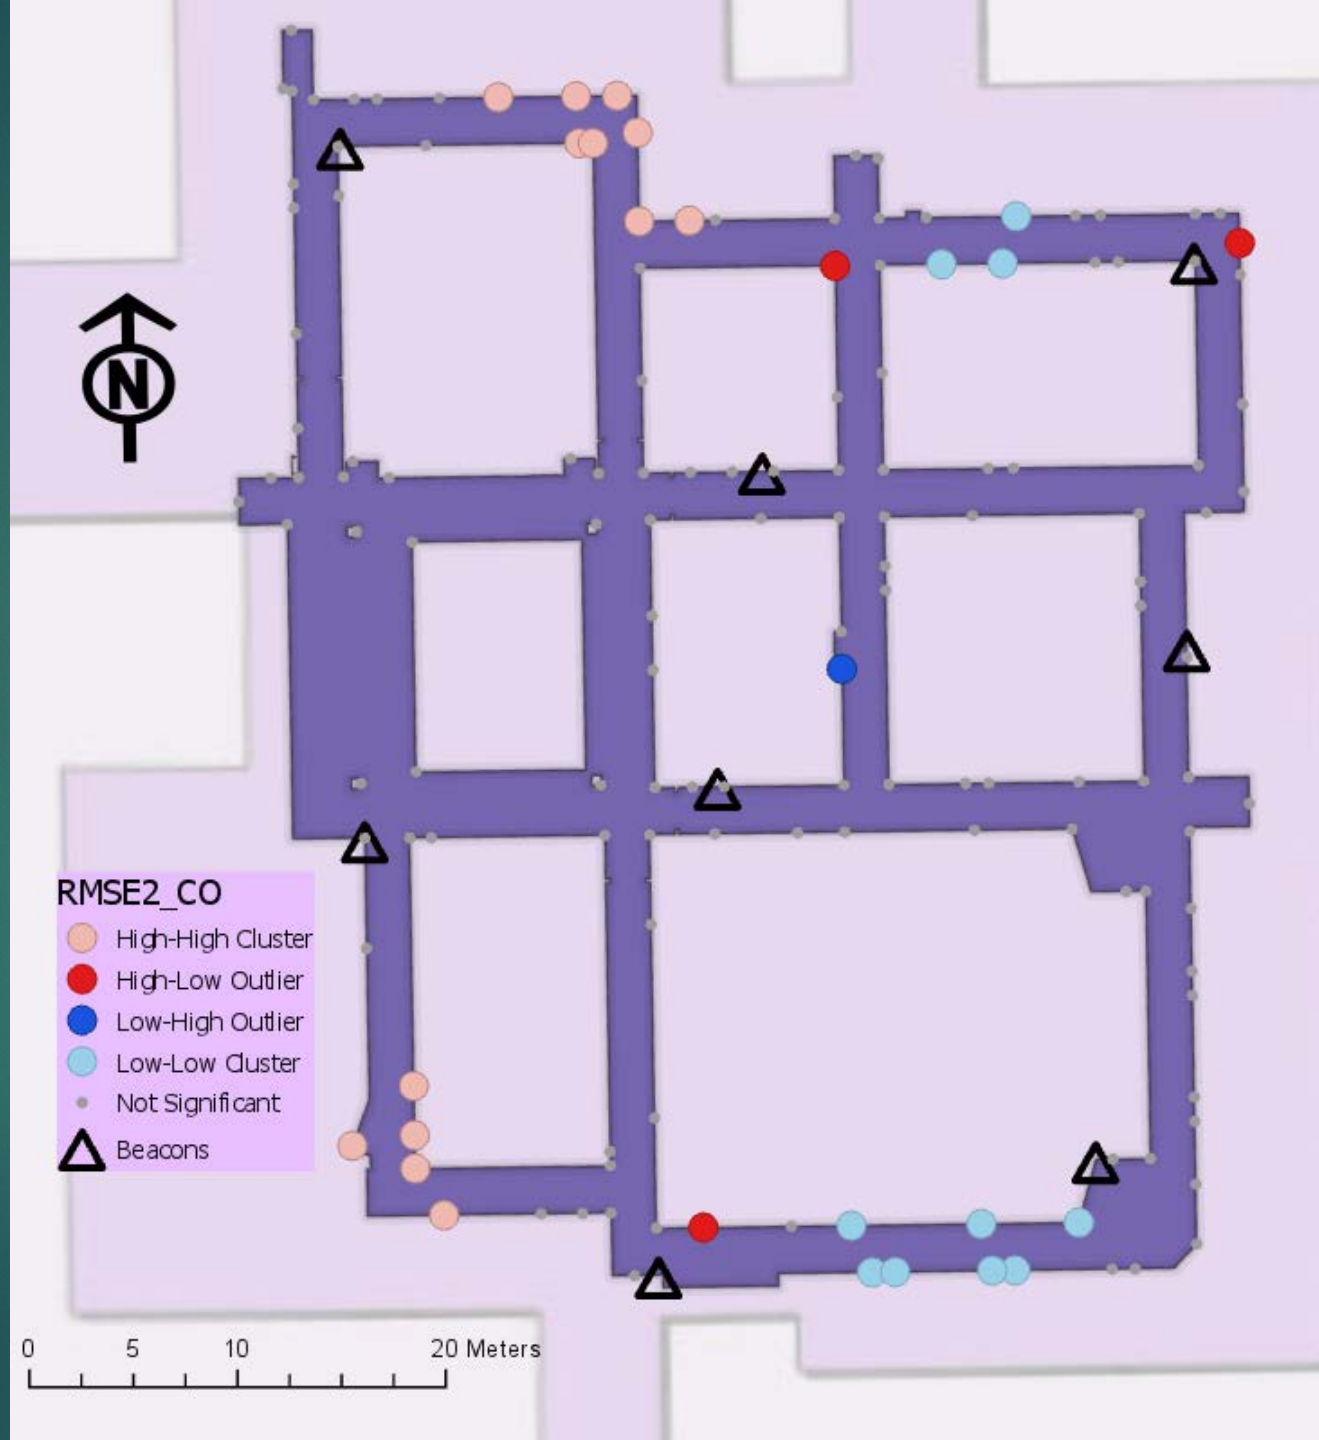 N
RMSE2_CO
High-High Cluster
High-Low Outlier
Low-High Outlier
Low-Low Cluster
Not Significant
Beacons
0 5 10 20 Meters